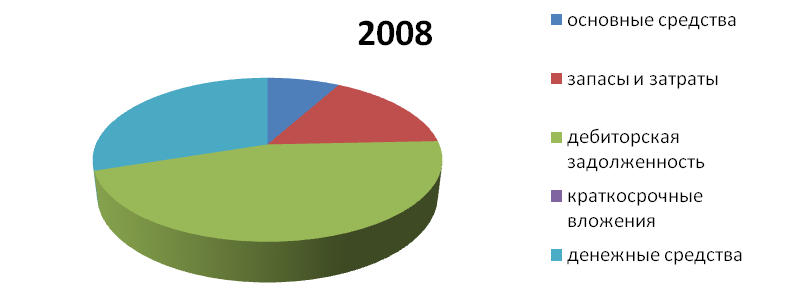 2008
основные средства
запасы и затраты
дебиторская
задолженность
краткосрочные
вложения
денежные средства